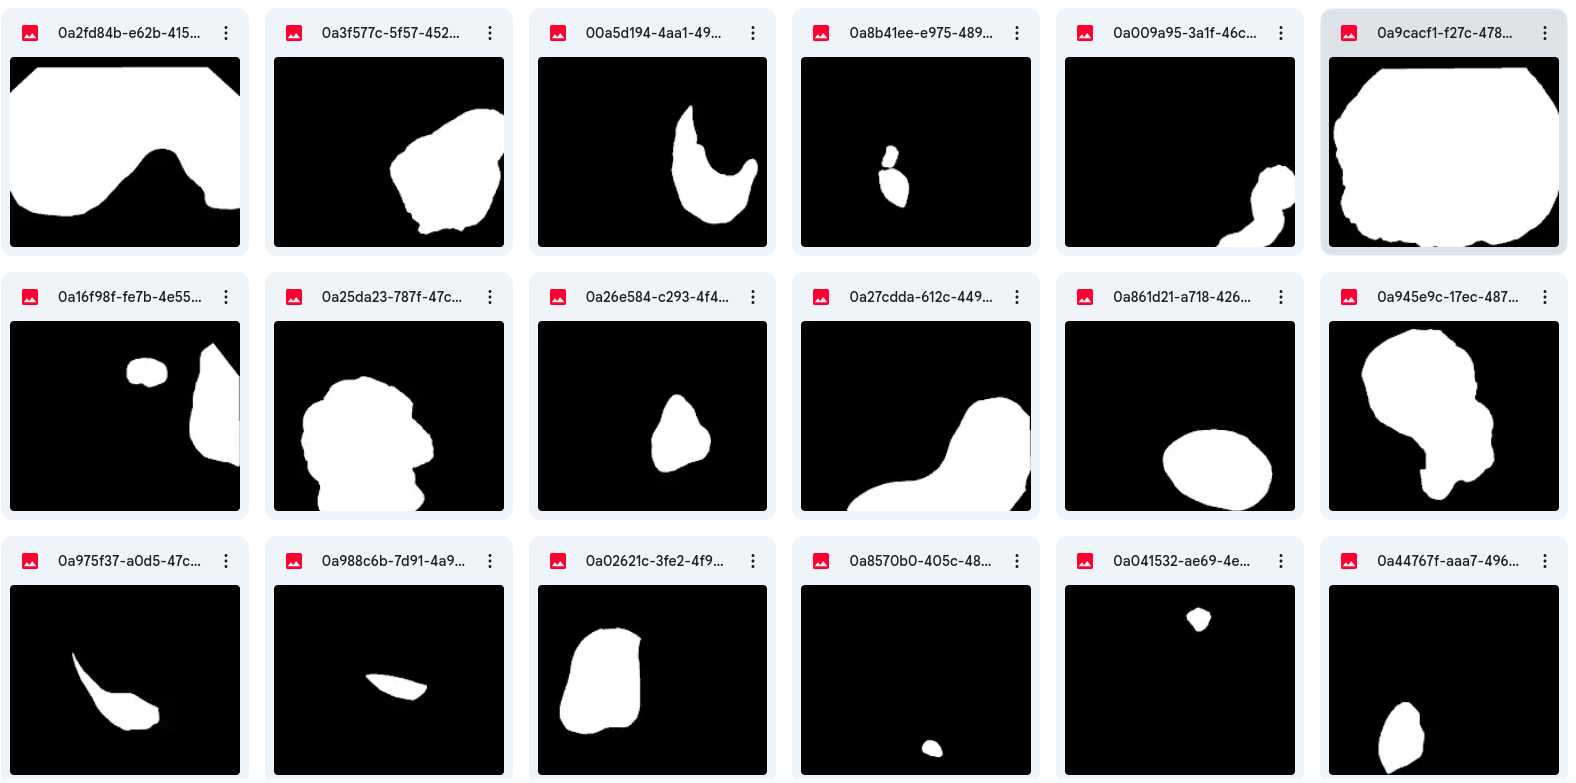 0a2fd84b-e62b-415...
0a3f577c-5f57-452...
00a5d194-4aa1-49...
0a8b41ee-e975-489...
0a009a95-3a1f-46c...
0a9cacf1-f27c-478...
0a16f98f-fe7b-4e55...
0a25da23-787f-47c...
0a26e584-c293-4f4...
0a27cdda-612c-449...
0a861d21-a718-426...
0a945e9c-17ec-487...
0a975f37-a0d5-47c...
0a988c6b-7d91-4a9...
0a02621c-3fe2-4f9...
0a8570b0-405c-48...
0a041532-ae69-4e...
0a44767f-aaa7-496...